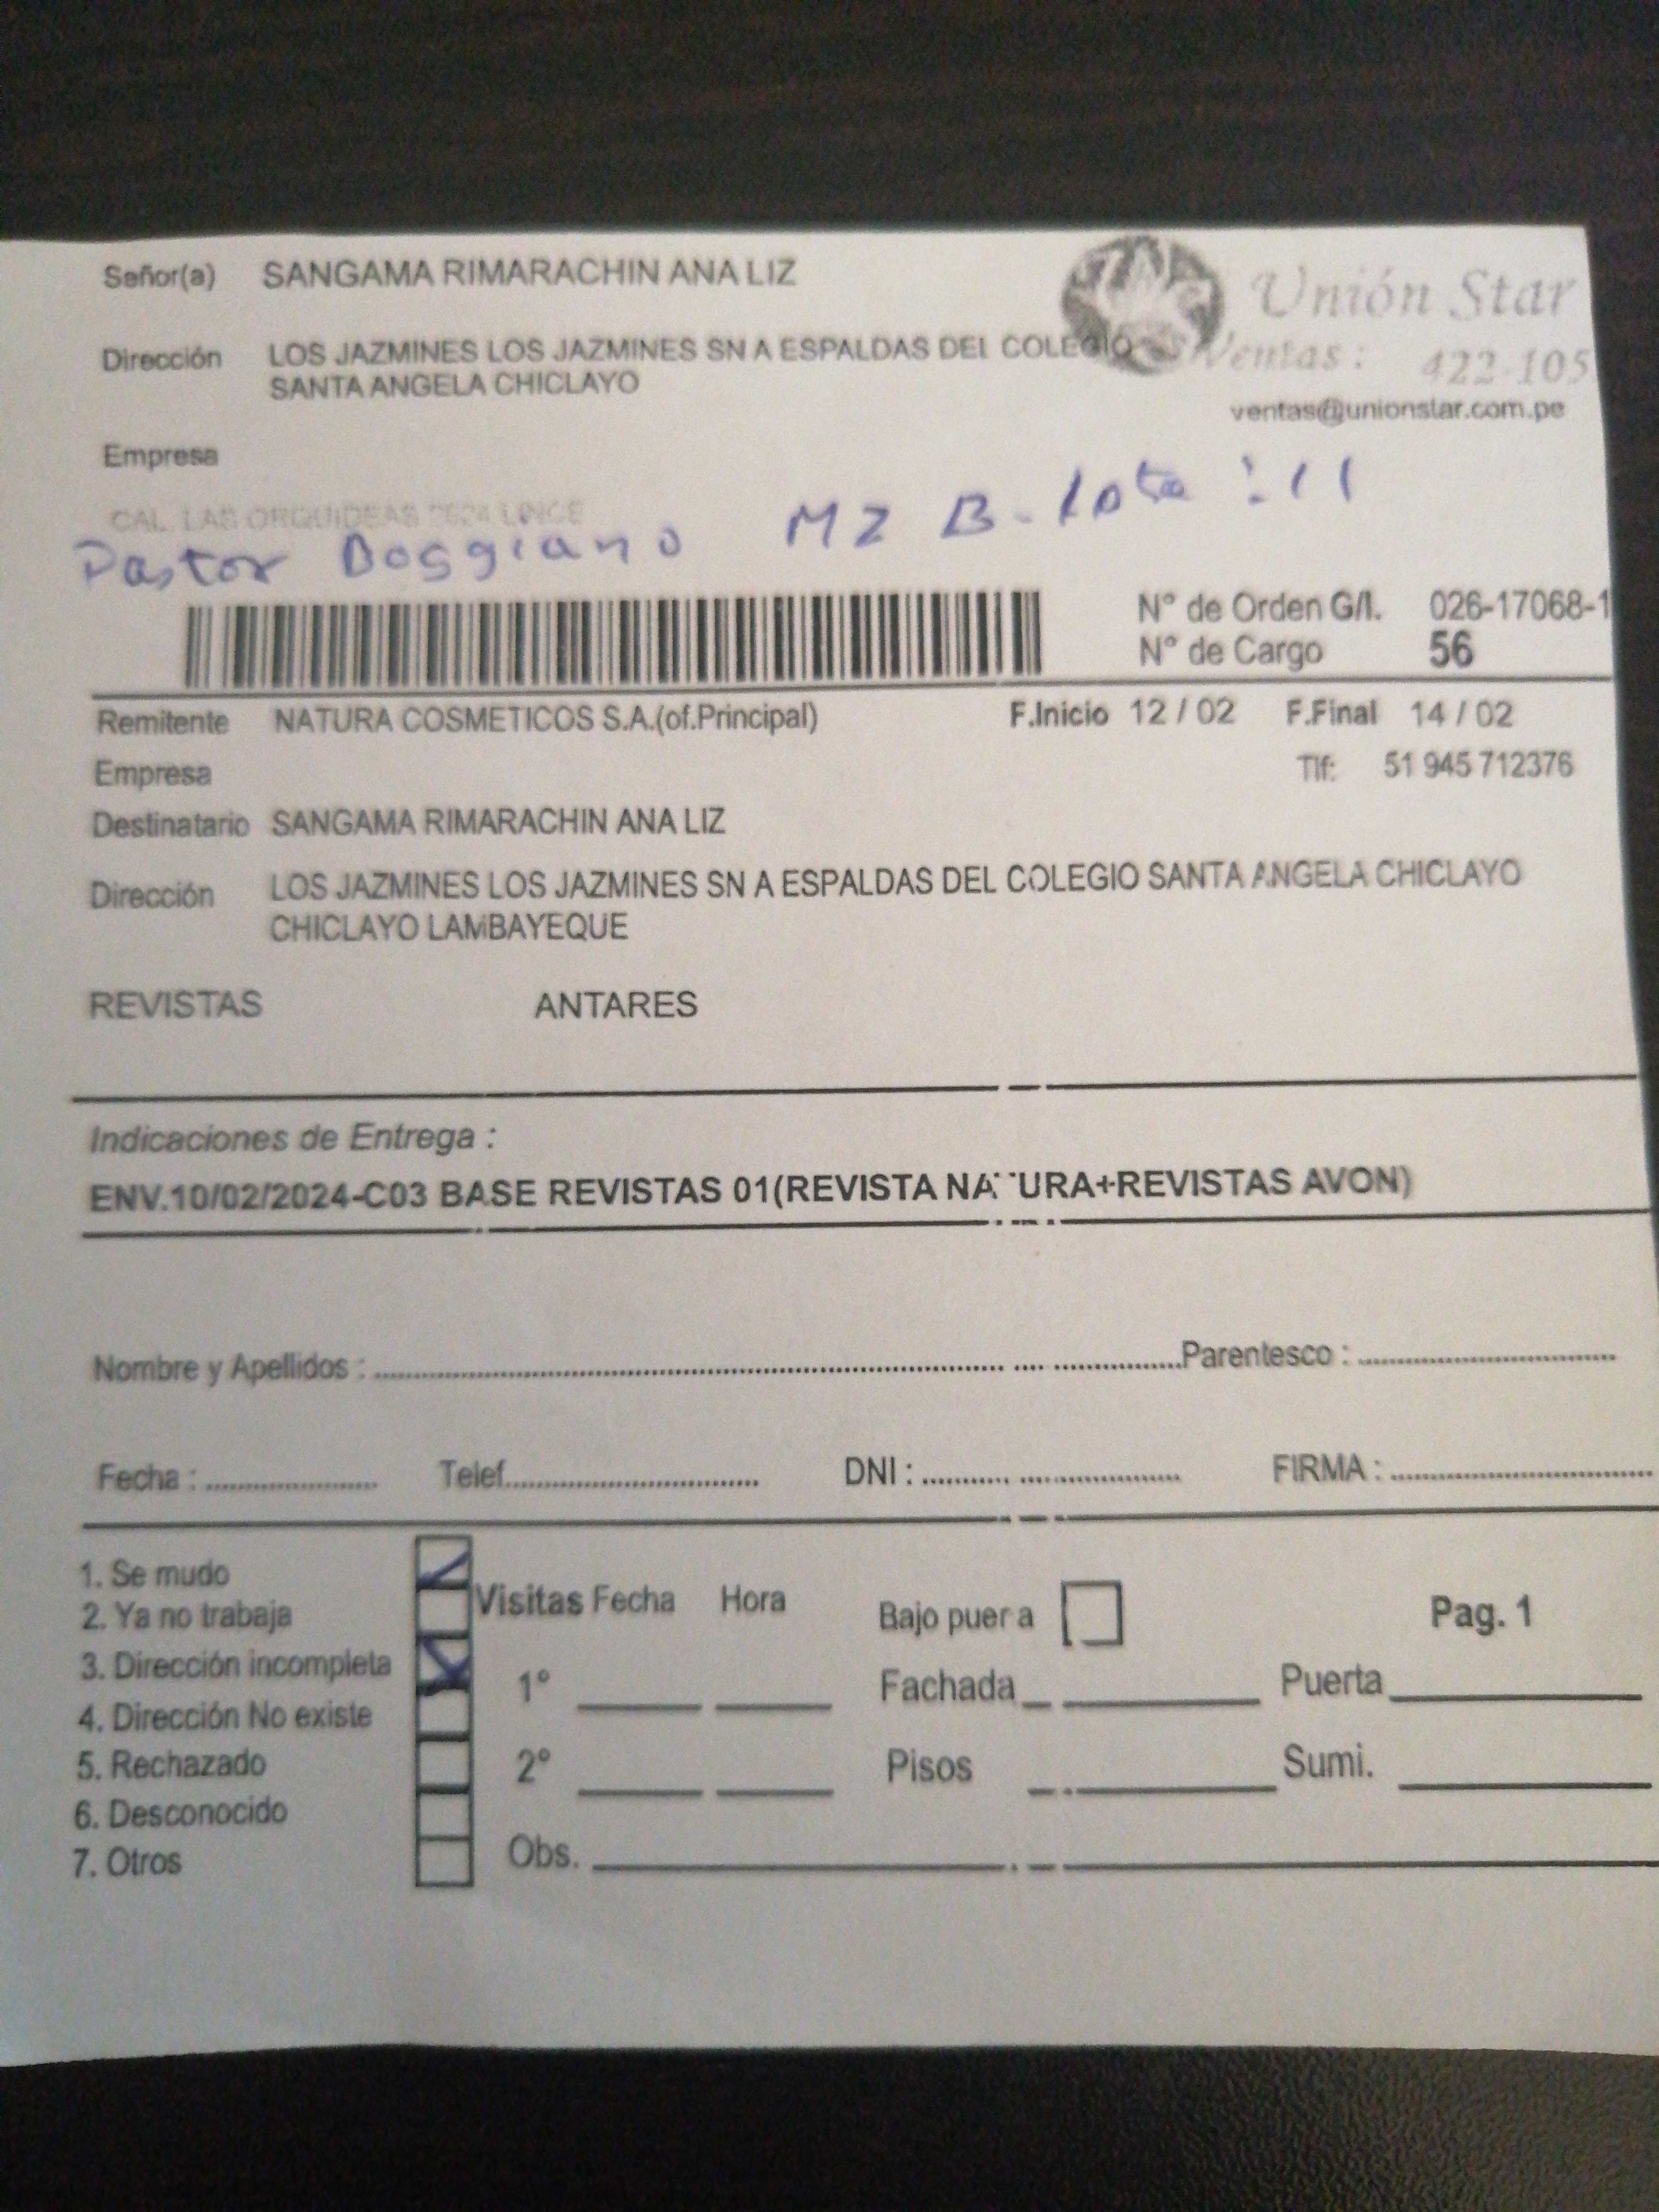 Señor(a) SANGAMA RIMARACHIN ANA LIZ
Unión Star
Dirección LOS JAZMINES LOS JAZMINES SN A ESPALDAS DEL COLEGIO
SANTA ANGELA CHICLAYO
Ventas: 422-105
ventas@unionstar.com.pe
Empresa
CAL. LAS ORQUIDEAS 2624 LINCE
Pastor Boggiano MZ B - lote : 11
N° de Orden G/I. 026-17068-1
N° de Cargo 56
Remitente NATURA COSMETICOS S.A.(of.Principal) F.Inicio 12 / 02 F.Final 14 / 02
Empresa Tlf: 51 945 712376
Destinatario SANGAMA RIMARACHIN ANA LIZ
Dirección LOS JAZMINES LOS JAZMINES SN A ESPALDAS DEL COLEGIO SANTA ANGELA CHICLAYO
CHICLAYO LAMBAYEQUE
REVISTAS ANTARES
Indicaciones de Entrega :
ENV.10/02/2024-C03 BASE REVISTAS 01(REVISTA NATURA+REVISTAS AVON)
Nombre y Apellidos : Parentesco :
Fecha : Telef. DNI : FIRMA :
1. Se mudo
2. Ya no trabaja
3. Dirección incompleta
4. Dirección No existe
5. Rechazado
6. Desconocido
7. Otros
Visitas Fecha Hora
1°
2°
Obs.
Bajo puer a Pag. 1
Fachada Puerta
Pisos Sumi.